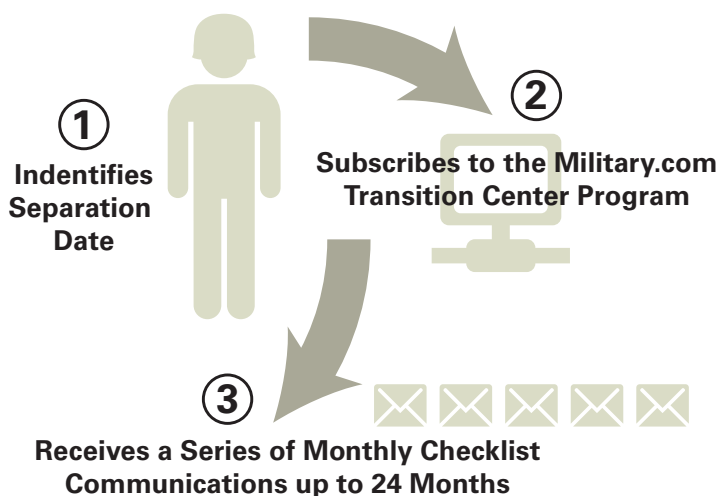 1
Indentifies
Separation
Date
2
Subscribes to the Military.com
Transition Center Program
3
Receives a Series of Monthly Checklist
Communications up to 24 Months